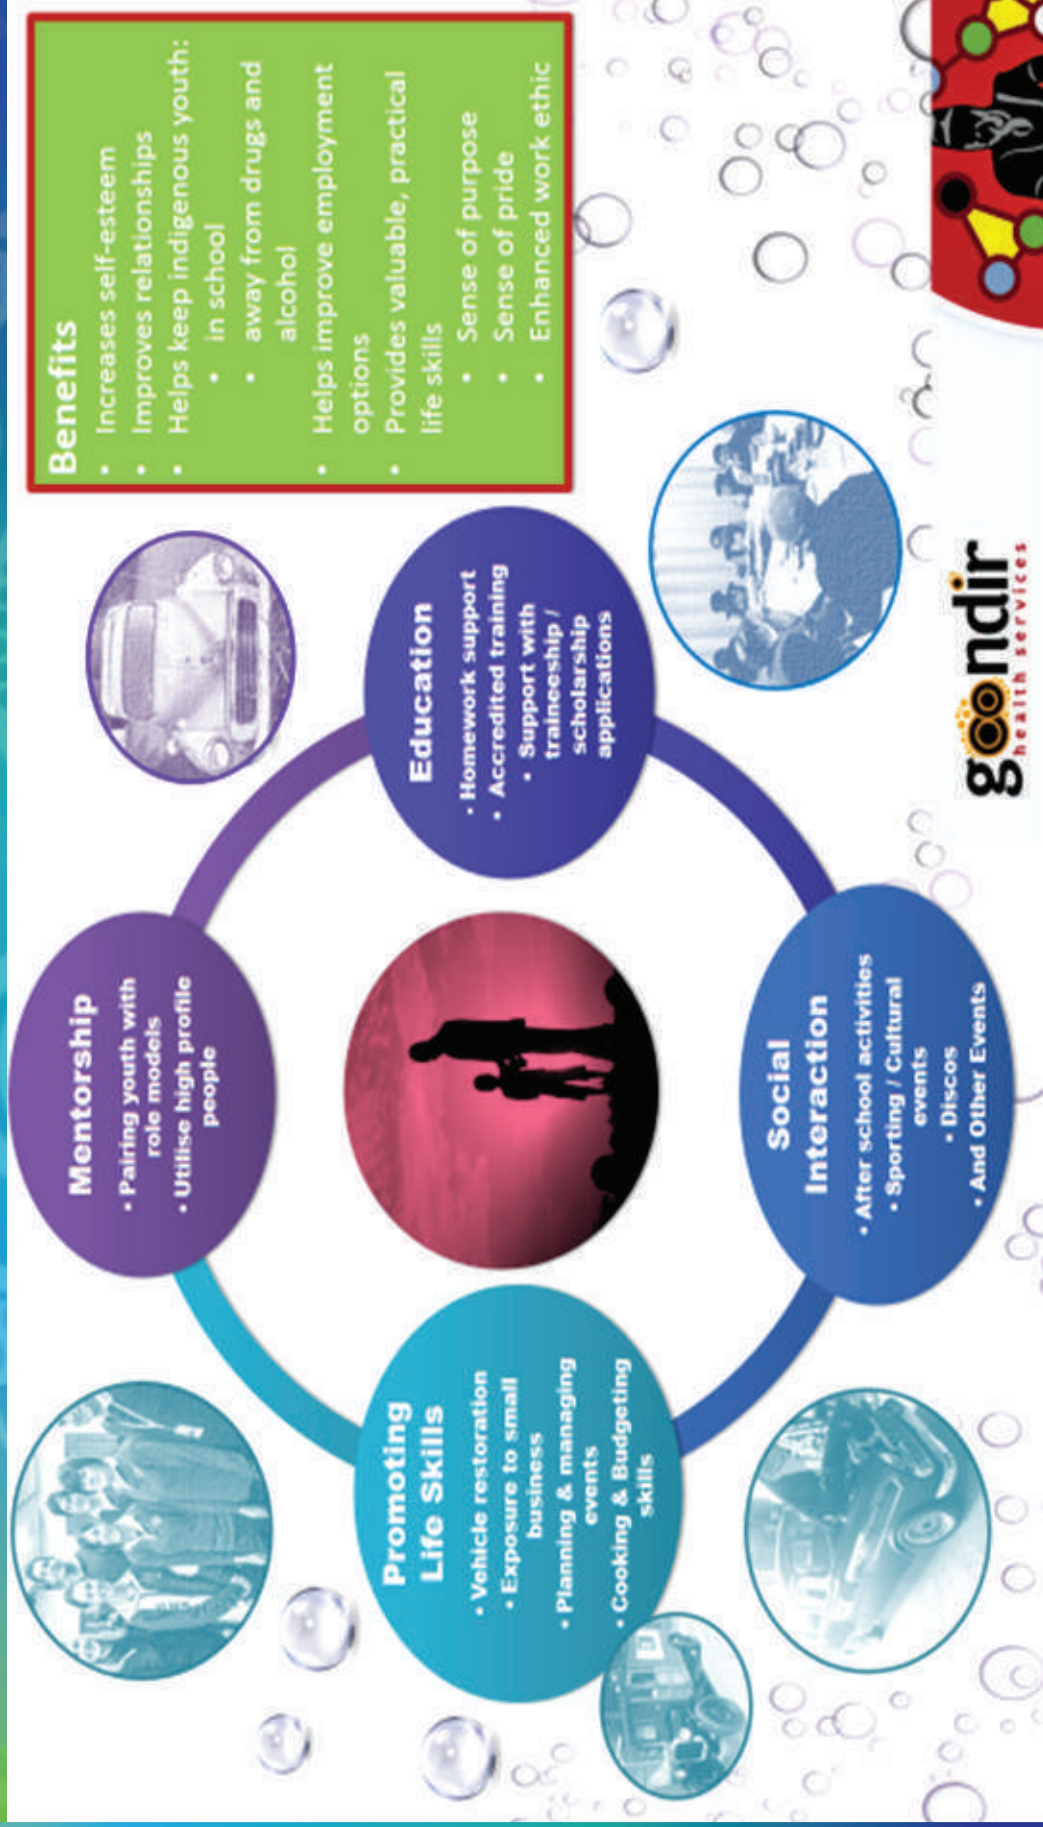 Mentorship
• Pairing youth with
role models
• Utilise high profile
people
Education
• Homework support
• Accredited training
• Support with
traineeship /
scholarship
applications
Social
Interaction
• After school activities
• Sporting / Cultural
events
• Discos
• And Other Events
Promoting
Life Skills
• Vehicle restoration
• Exposure to small
business
• Planning & managing
events
• Cooking & Budgeting
skills
Benefits
• Increases self-esteem
• Improves relationships
• Helps keep indigenous youth:
• in school
• away from drugs and
alcohol
• Helps improve employment
options
• Provides valuable, practical
life skills
• Sense of purpose
• Sense of pride
• Enhanced work ethic
goondir
health services